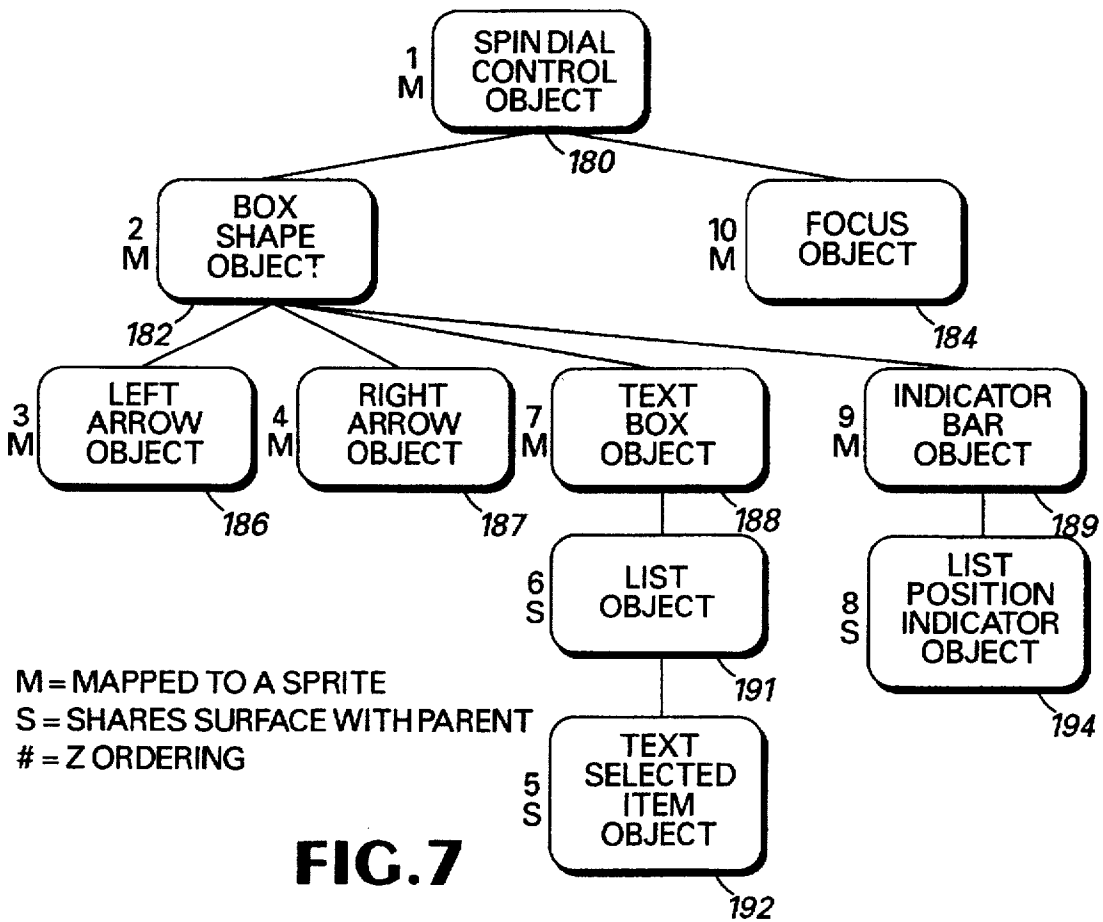 1
M
SPIN DIAL
CONTROL
OBJECT
180
2
M
BOX
SHAPE
OBJECT
182
10
M
FOCUS
OBJECT
184
3
M
LEFT
ARROW
OBJECT
186
4
M
RIGHT
ARROW
OBJECT
187
7
M
TEXT
BOX
OBJECT
188
9
M
INDICATOR
BAR
OBJECT
189
6
S
LIST
OBJECT
191
8
S
LIST
POSITION
INDICATOR
OBJECT
194
M = MAPPED TO A SPRITE
S = SHARES SURFACE WITH PARENT
# = Z ORDERING
5
S
TEXT
SELECTED
ITEM
OBJECT
192
FIG.7